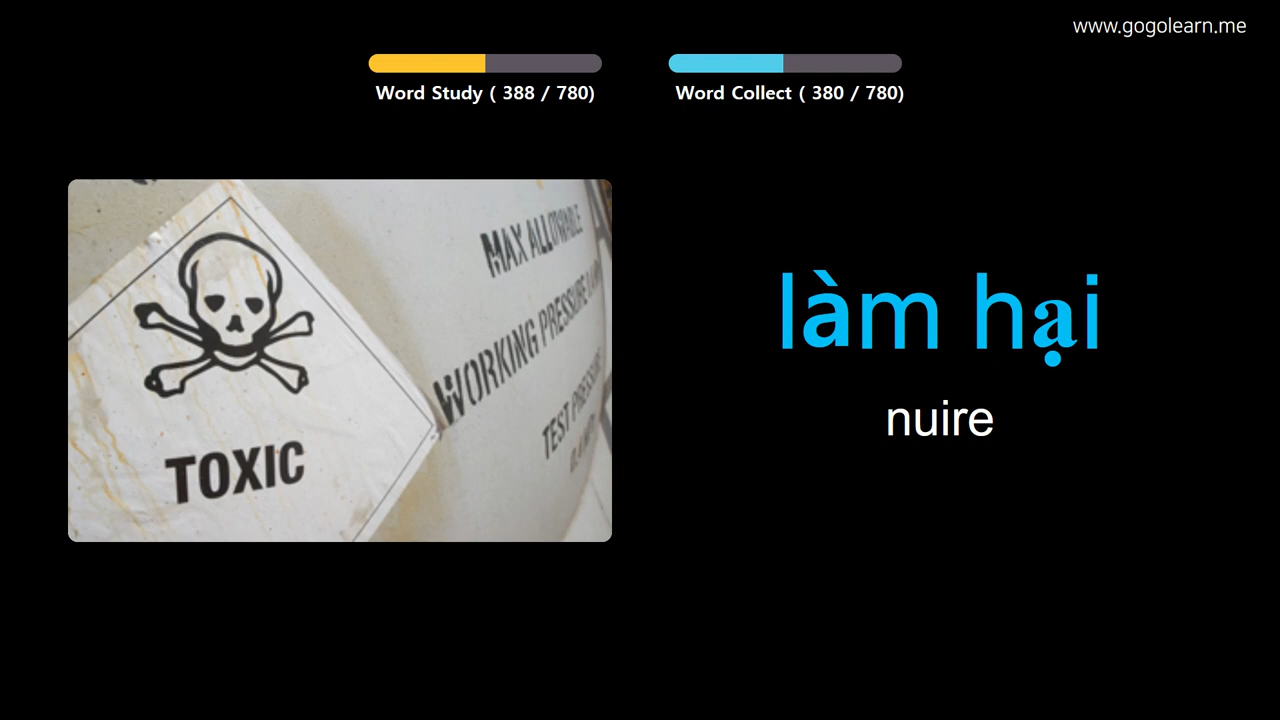 www.gogolearn.me
Word Study ( 388 / 780)
Word Collect ( 380 / 780)
MAX ALLOWABLE
WORKING PRESSURE
TEST PRESSURE
TOXIC
làm hại
nuire